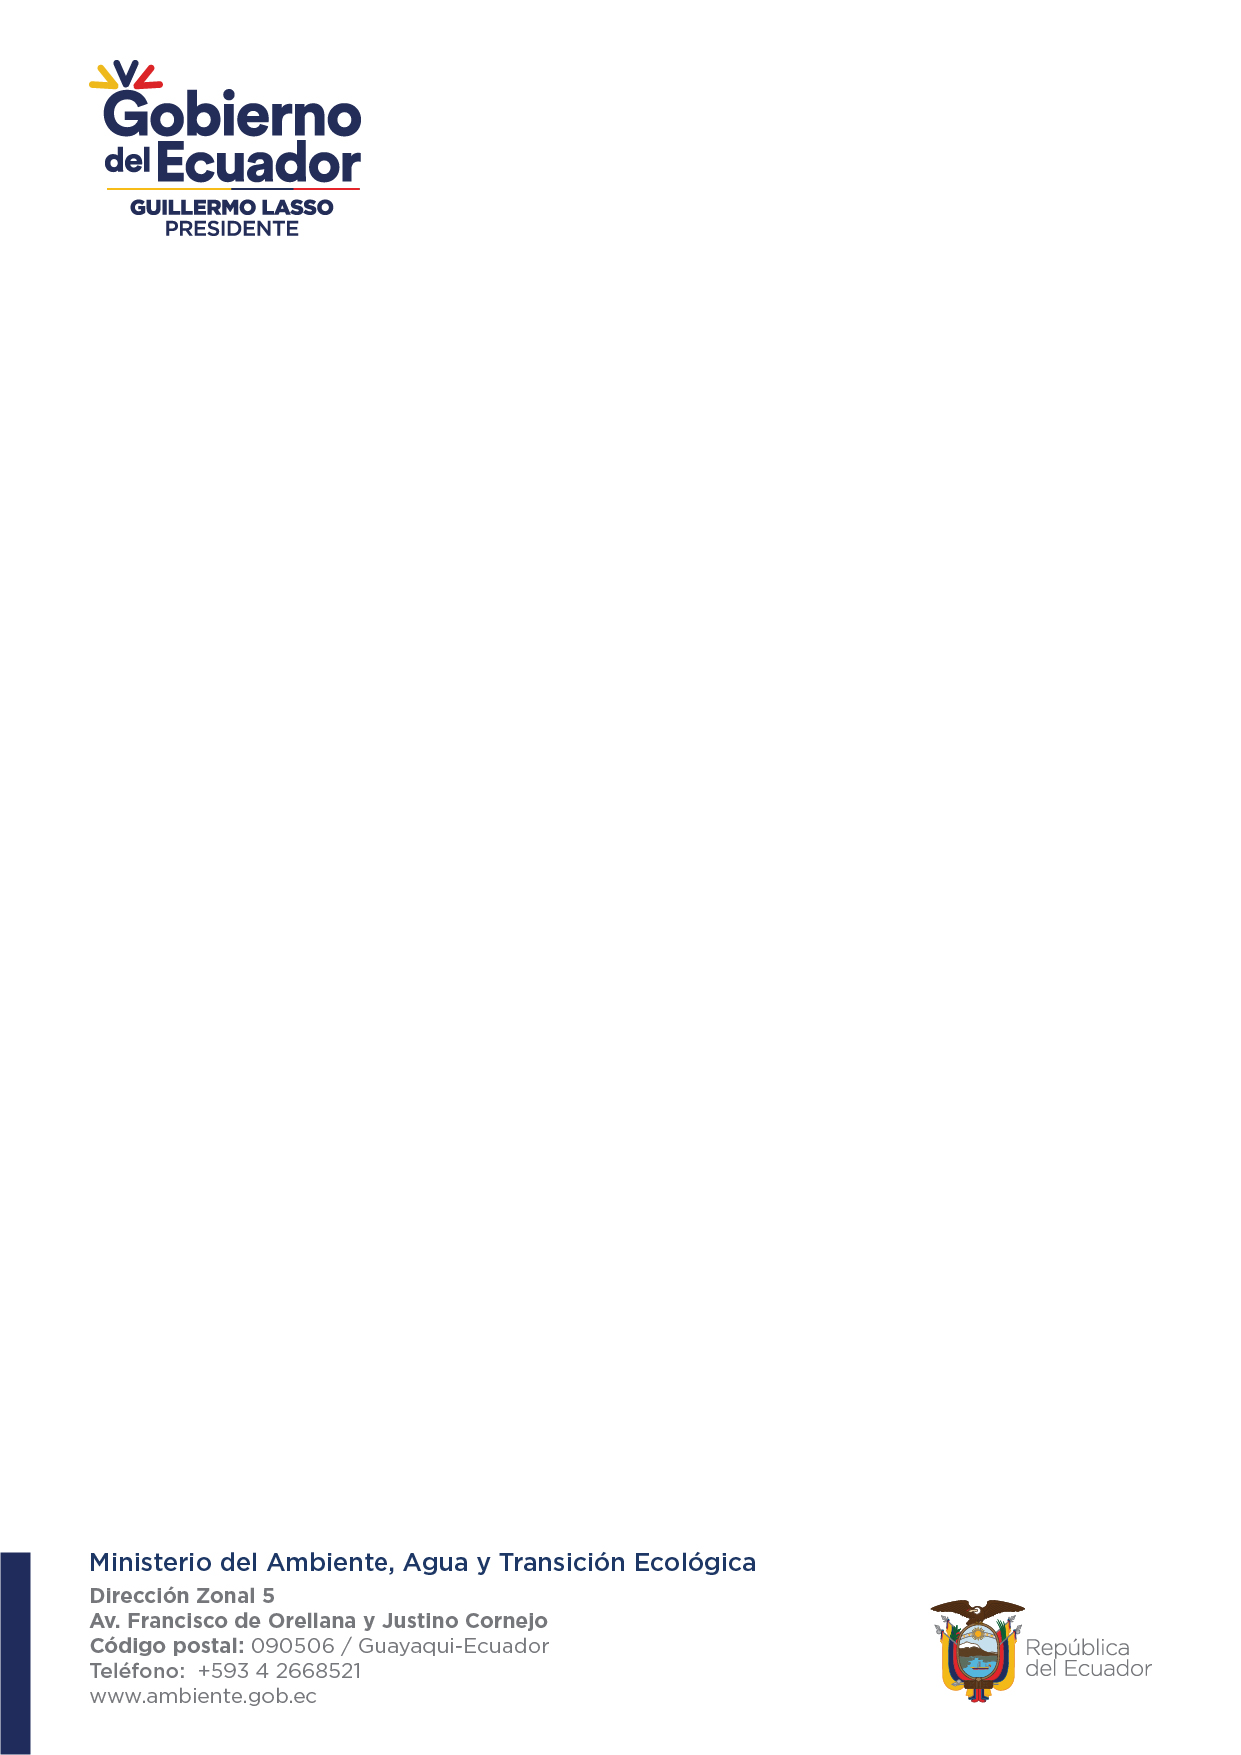 Gobierno
del Ecuador
GUILLERMO LASSO
PRESIDENTE
Ministerio del Ambiente, Agua y Transición Ecológica
Dirección Zonal 5
Av. Francisco de Orellana y Justino Cornejo
Código postal: 090506 / Guayaqui-Ecuador
Teléfono: +593 4 2668521
www.ambiente.gob.ec
República
del Ecuador